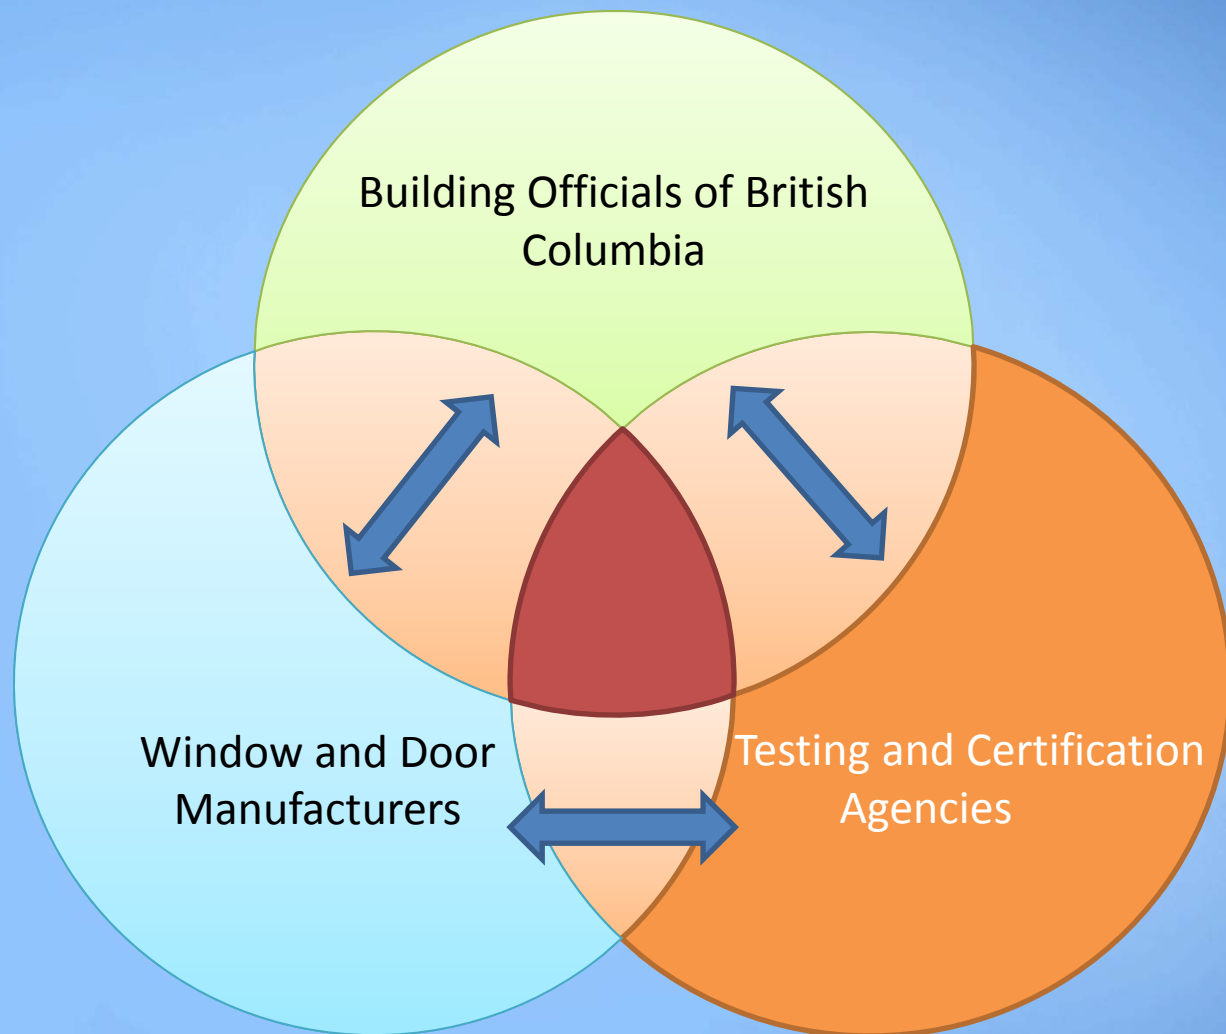 Building Officials of British
Columbia
Window and Door
Manufacturers
Testing and Certification
Agencies